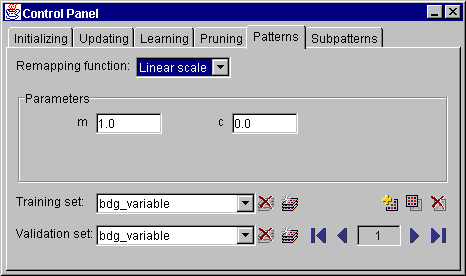 Control Panel
Initializing Updating Learning Pruning Patterns Subpatterns
Remapping function: Linear scale
Parameters
m 1.0 c 0.0
Training set: bdg_variable
Validation set: bdg_variable 1